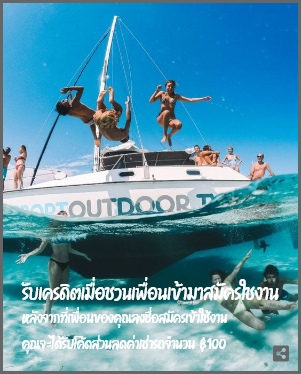 OUTDOOR
รับเครดิตเมื่อชวนเพื่อนเข้ามาสมัครใช้งาน
หลังจากที่เพื่อนของคุณลงชื่อสมัครเข้าใช้งาน
คุณจะได้รับโค้ดส่วนลดค่าเช่ารถจำนวน ฿100